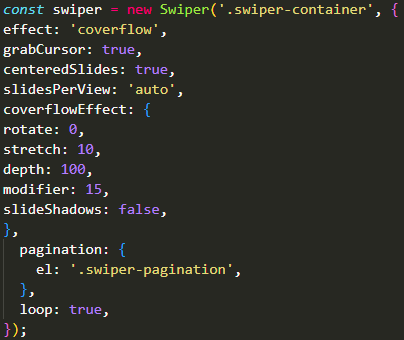 const swiper = new Swiper('.swiper-container', {
effect: 'coverflow',
grabCursor: true,
centeredSlides: true,
slidesPerView: 'auto',
coverflowEffect: {
rotate: 0,
stretch: 10,
depth: 100,
modifier: 15,
slideShadows: false,
},
  pagination: {
    el: '.swiper-pagination',
  },
  loop: true,
});